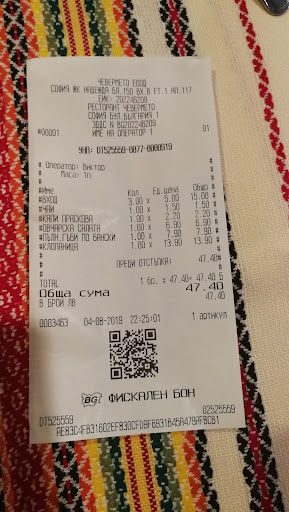 ЧЕВЕРМЕТО ЕООД
СОФИЯ ЖК.НАДЕЖДА БЛ.150 ВХ.В ЕТ.1 АП.117
ЕИК: 202246209
РЕСТОРАНТ ЧЕВЕРМЕТО
СОФИЯ БУЛ.БЪЛГАРИЯ 1
ЗДДС N BG202246209
#00001 ИМЕ НА ОПЕРАТОР 1 01
УНП: DT525559-0077-0000919
# Оператор: Виктор #
# Маса: 1п #
#Име Кол. Ед.цена Общо #
#ВХОД 3.00 x 5.00 15.00 #
#ЧАЙ 1.00 x 1.50 1.50 #
#КАПИ ПРАСКОВА 1.00 x 2.20 2.20 #
#ОВЧАРСКА САЛАТА 1.00 x 6.90 6.90 #
#ПЪЛН.ГЪБИ ПО БАНСКИ 1.00 x 7.90 7.90 #
#КЛОПАНИЦА 1.00 x 13.90 13.90 #
# ПРЕДИ ОТСТЪПКА: 47.40#
1 бр. x 47.40= 47.40 Б
TOTAL 47.40
Обща сума 47.40
В БРОЙ ЛВ
0003463 04-08-2019 22:25:01 1 артикул
BG ФИСКАЛЕН БОН
DT525559 02525559